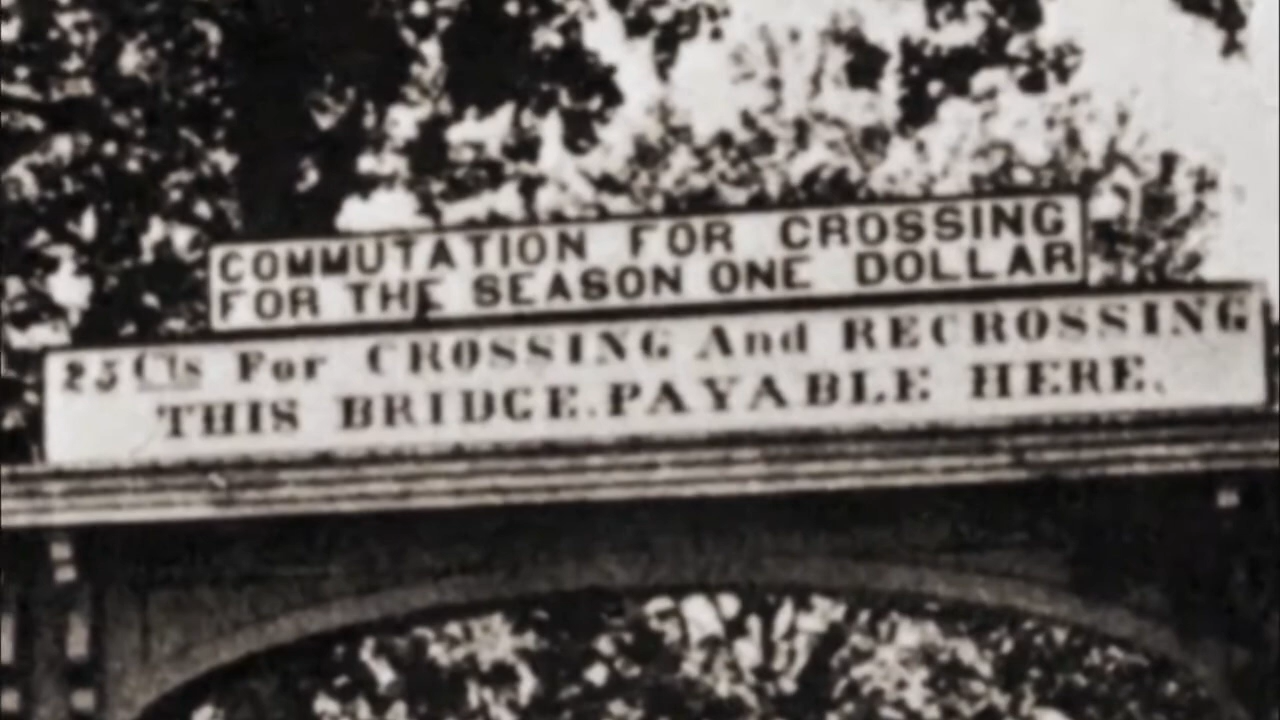 COMMUTATION FOR CROSSING
FOR THE SEASON ONE DOLLAR
25 Cts For CROSSING And RECROSSING
THIS BRIDGE. PAYABLE HERE.